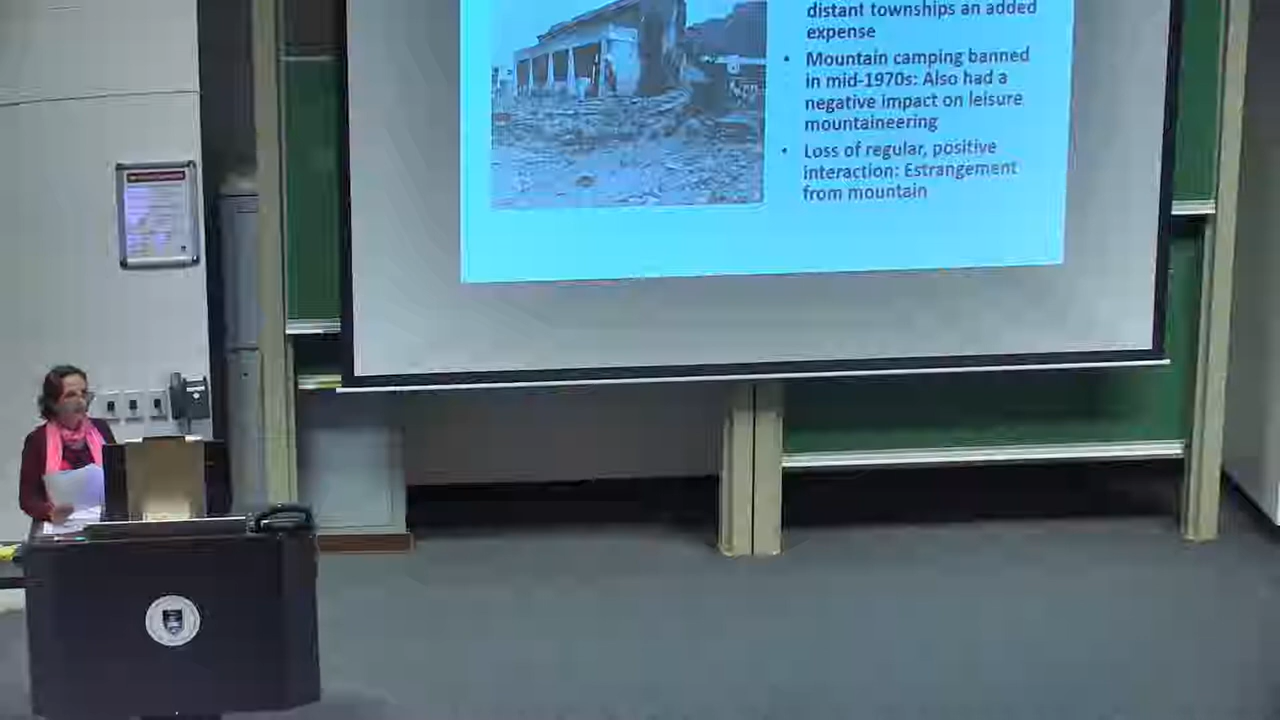 distant townships an added
expense
• Mountain camping banned
in mid-1970s: Also had a
negative impact on leisure
mountaineering
• Loss of regular, positive
interaction: Estrangement
from mountain